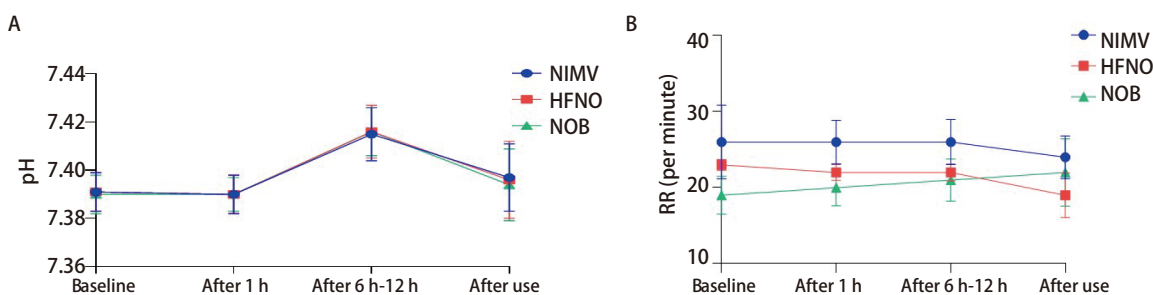 A
pH
7.44
7.42
7.40
7.38
7.36
Baseline
After 1 h
After 6 h-12 h
After use
NIMV
HFNO
NOB
B
RR (per minute)
40
30
20
10
Baseline
After 1 h
After 6 h-12 h
After use
NIMV
HFNO
NOB